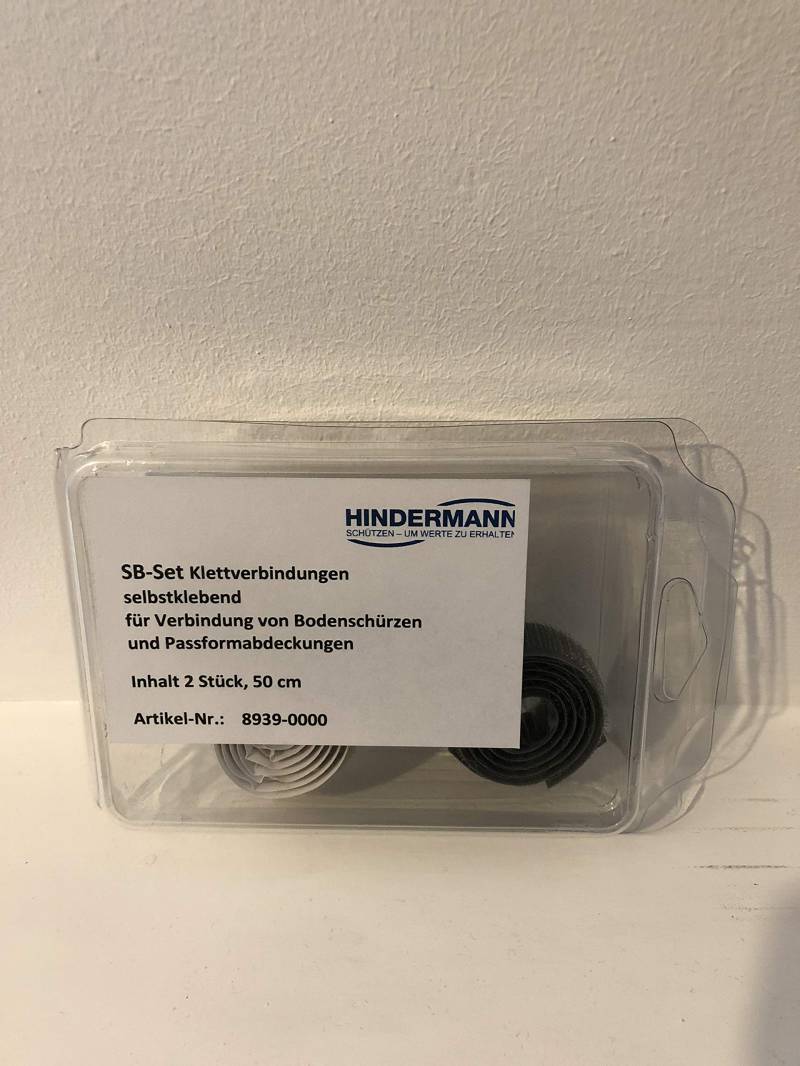 HINDERMANN
SCHÜTZEN – UM WERTE ZU ERHALTEN
SB-Set Klettverbindungen
selbstklebend
für Verbindung von Bodenschürzen
und Passformabdeckungen
Inhalt 2 Stück, 50 cm
Artikel-Nr.: 8939-0000